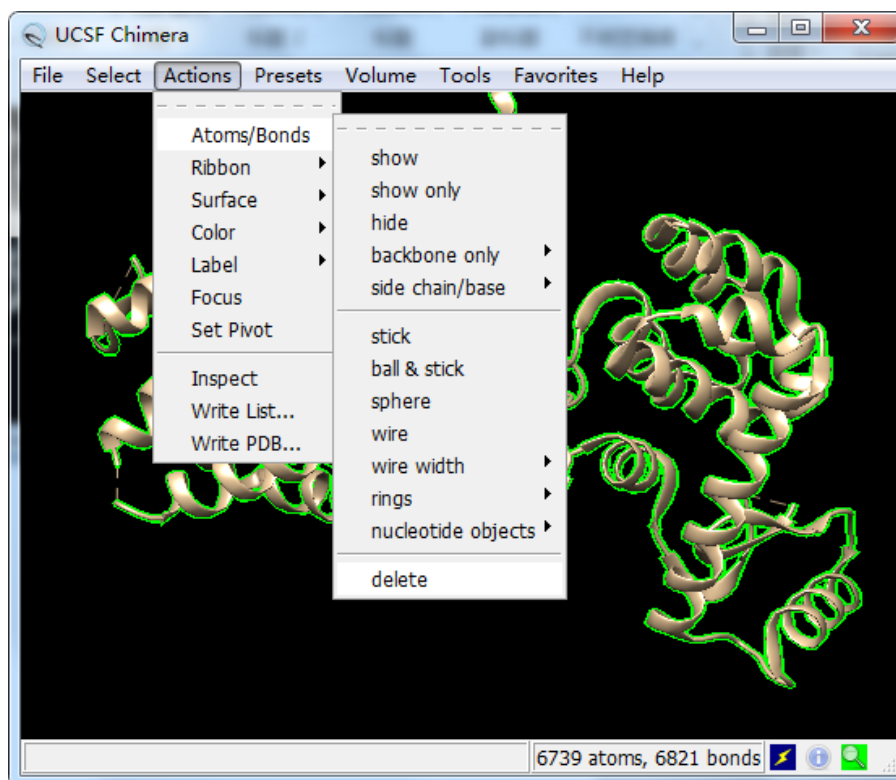 UCSF Chimera
File Select Actions Presets Volume Tools Favorites Help
Atoms/Bonds
Ribbon
Surface
Color
Label
Focus
Set Pivot
Inspect
Write List...
Write PDB...
show
show only
hide
backbone only
side chain/base
stick
ball & stick
sphere
wire
wire width
rings
nucleotide objects
delete
6739 atoms, 6821 bonds